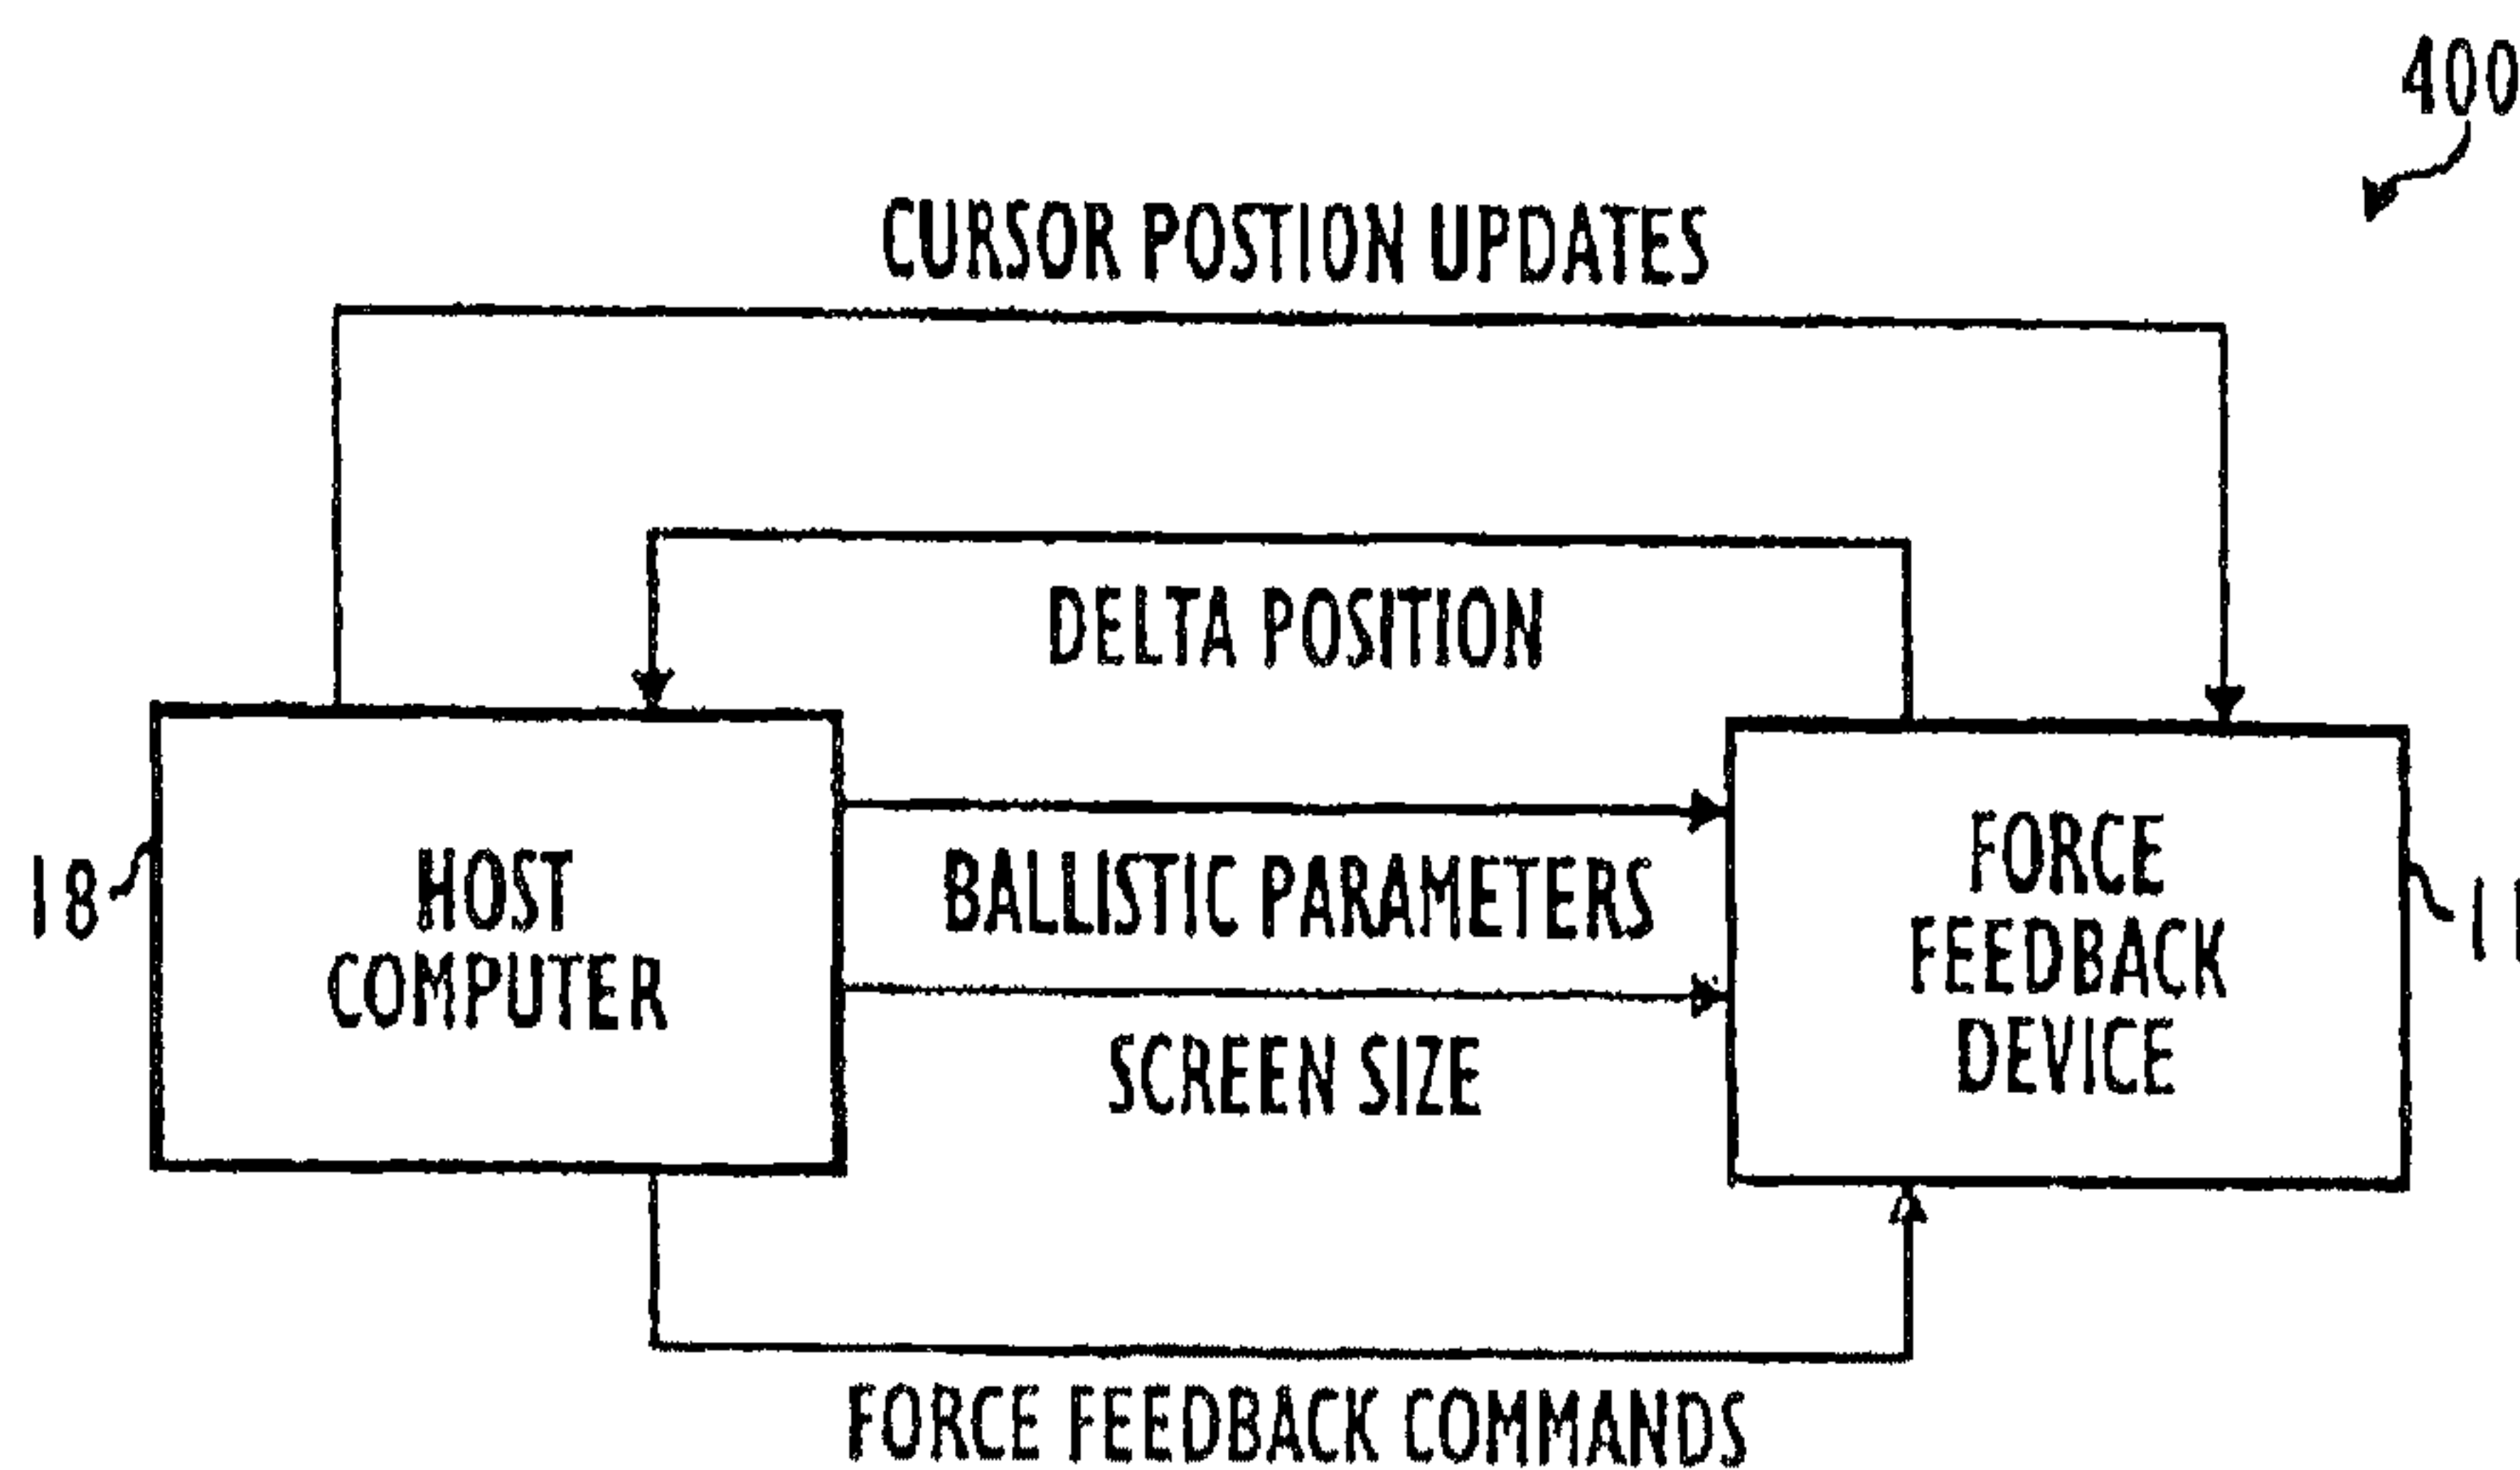 400
CURSOR POSTION UPDATES
DELTA POSITION
HOST
COMPUTER
18
BALLISTIC PARAMETERS
SCREEN SIZE
FORCE
FEEDBACK
DEVICE
FORCE FEEDBACK COMMANDS